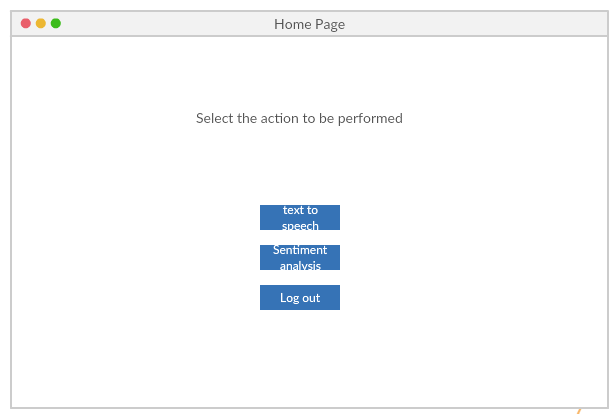 Home Page
Select the action to be performed
text to
speech
Sentiment
analysis
Log out